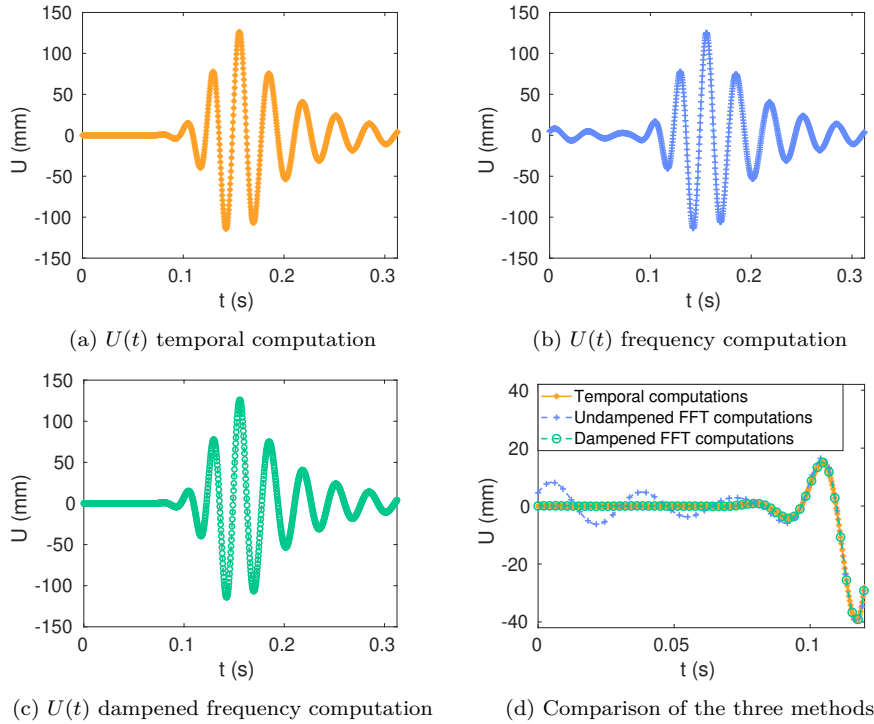 150
100
50
0
-50
-100
-150
U (mm)
0
0.1
0.2
0.3
t (s)
(a) U(t) temporal computation
150
100
50
0
-50
-100
-150
U (mm)
0
0.1
0.2
0.3
t (s)
(b) U(t) frequency computation
150
100
50
0
-50
-100
-150
U (mm)
0
0.1
0.2
0.3
t (s)
(c) U(t) dampened frequency computation
Temporal computations
Undampened FFT computations
Dampened FFT computations
40
20
0
-20
-40
U (mm)
0
0.05
0.1
t (s)
(d) Comparison of the three methods